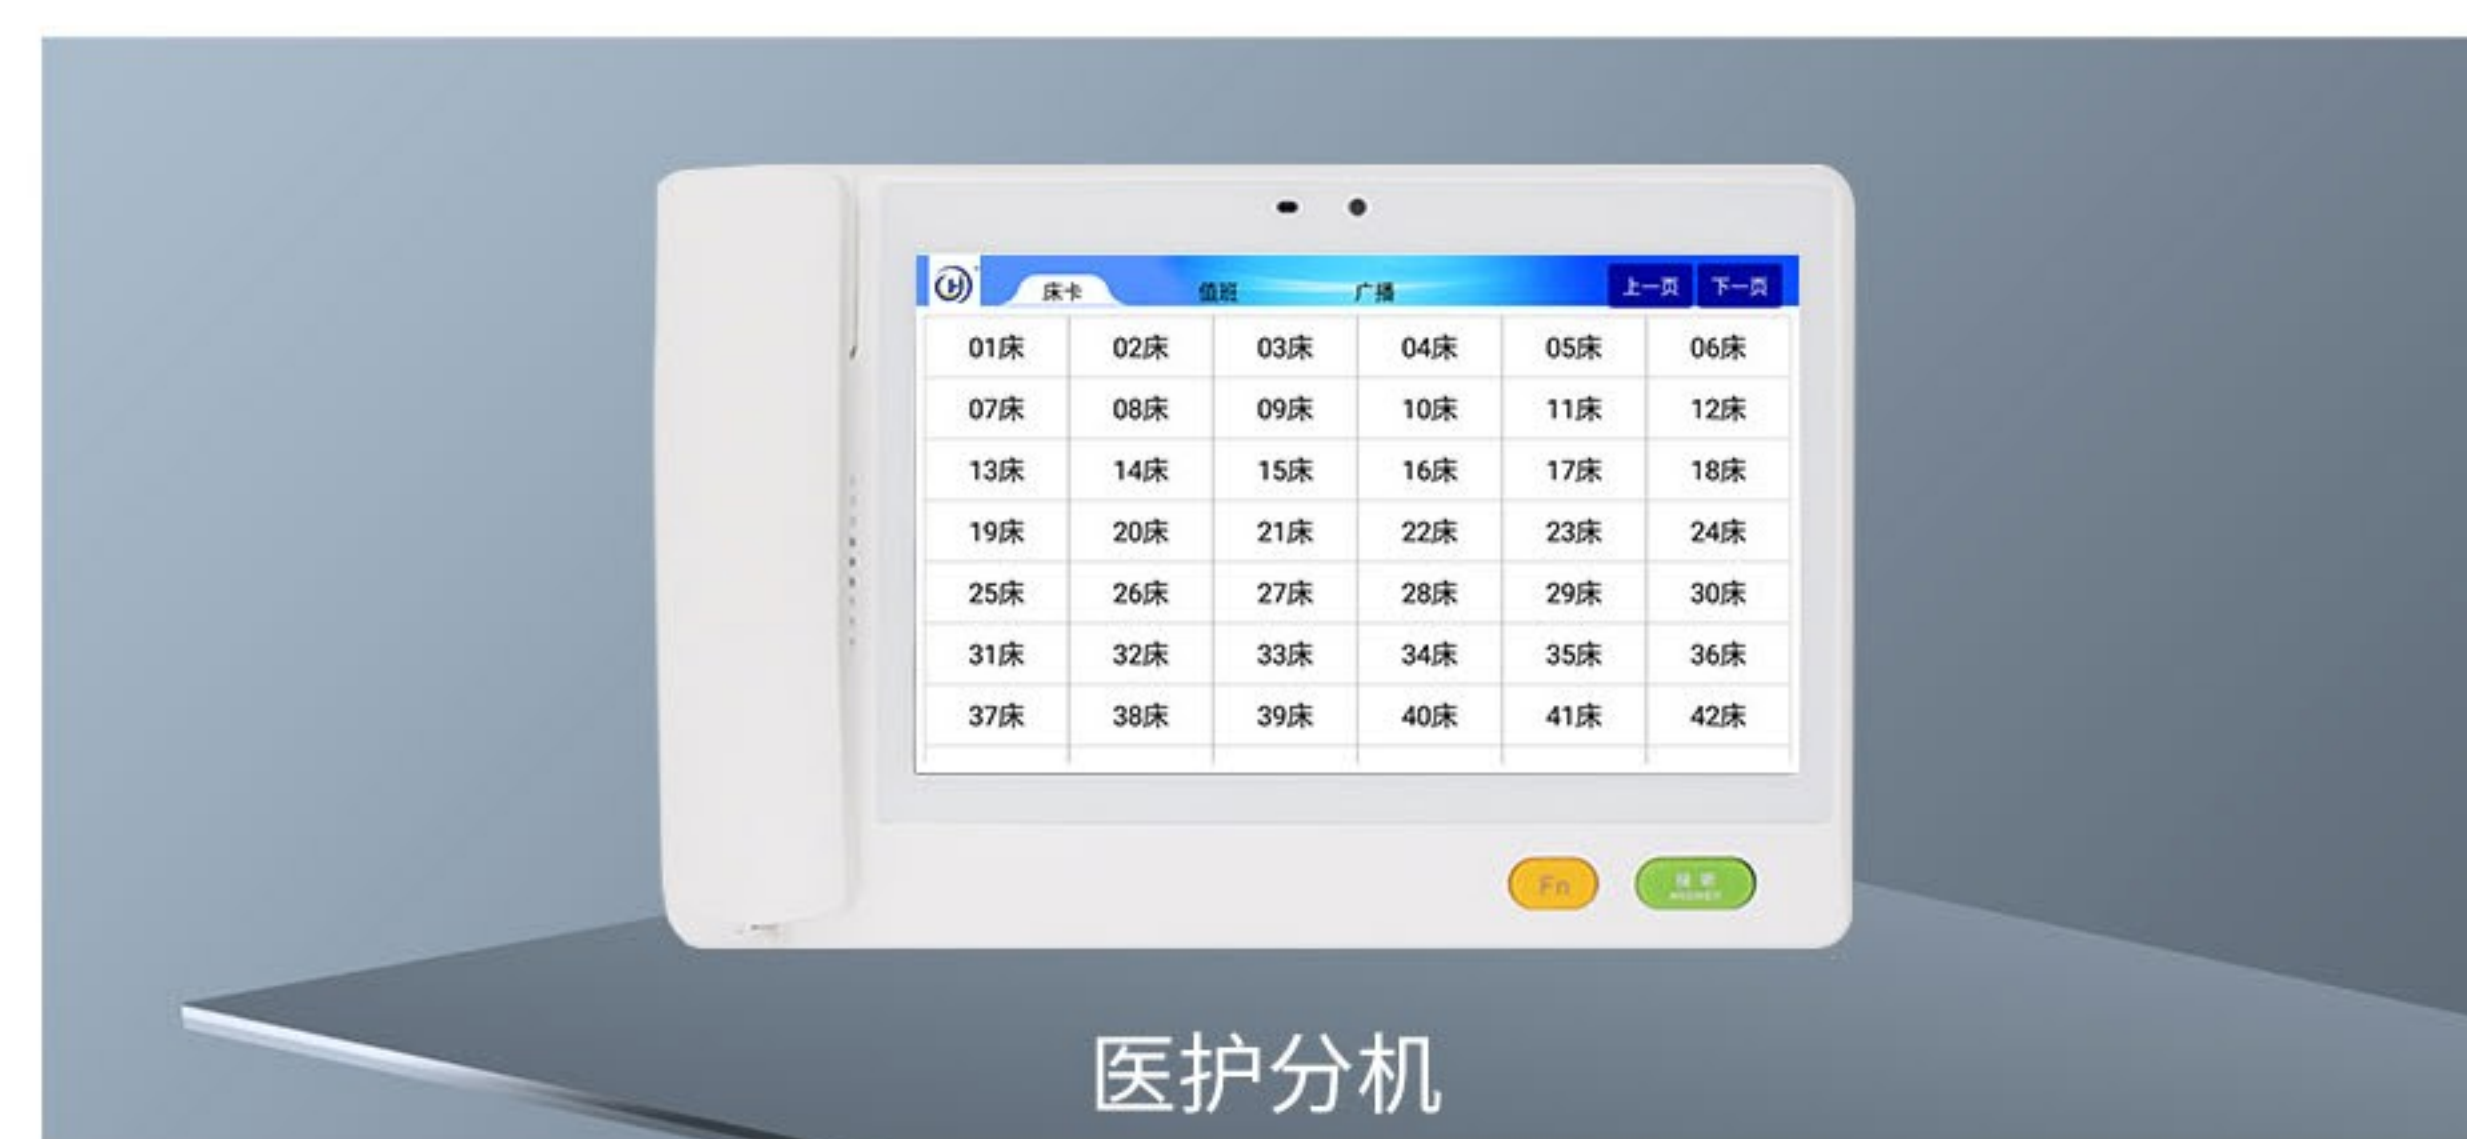 床卡 值班 广播 上一页 下一页
01床 02床 03床 04床 05床 06床
07床 08床 09床 10床 11床 12床
13床 14床 15床 16床 17床 18床
19床 20床 21床 22床 23床 24床
25床 26床 27床 28床 29床 30床
31床 32床 33床 34床 35床 36床
37床 38床 39床 40床 41床 42床
Fn 接听
ANSWER
医护分机